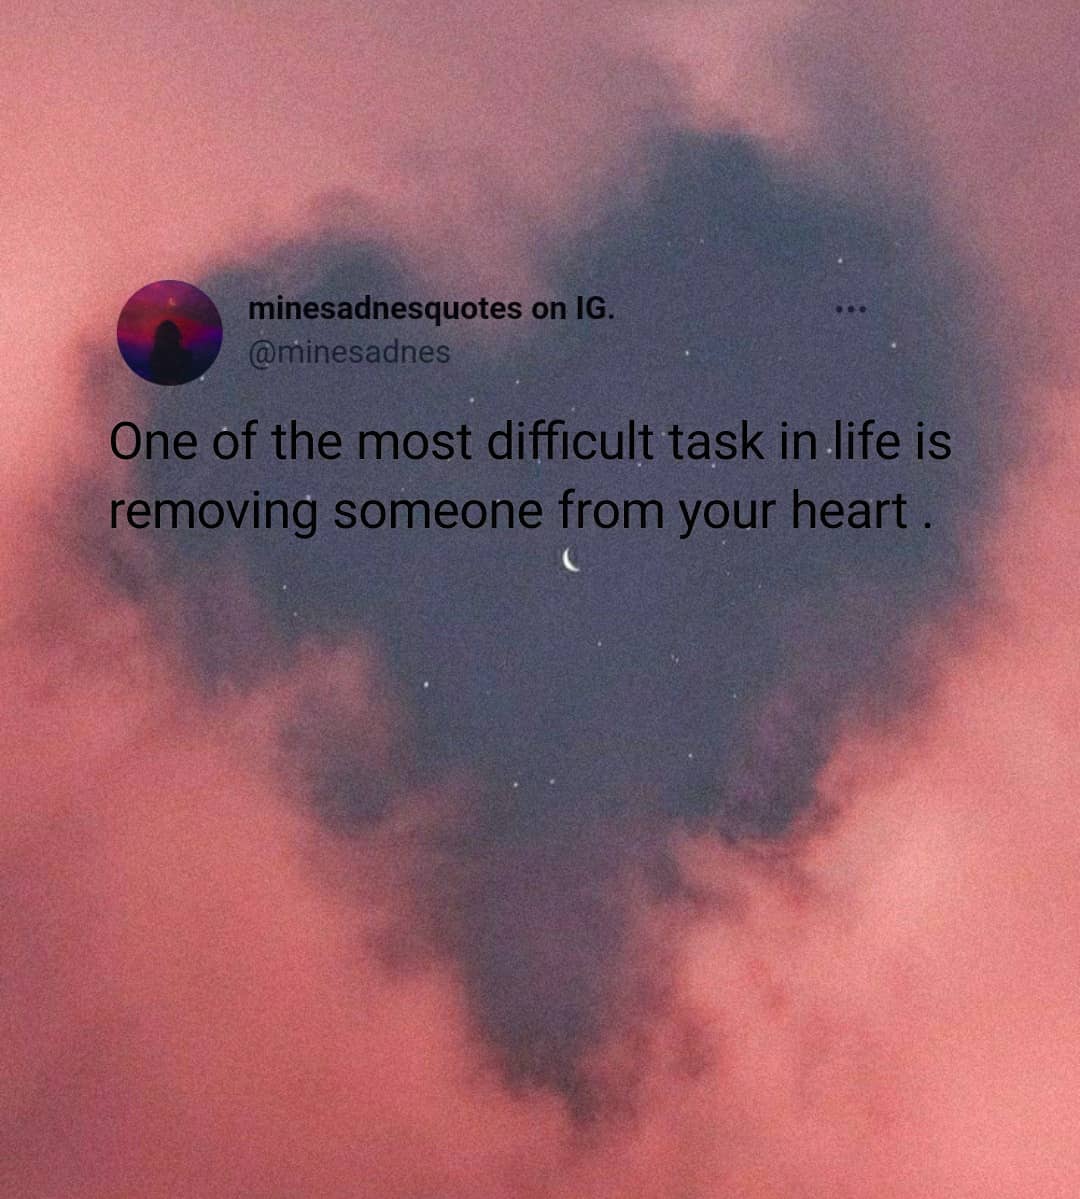 minesadnesquotes on IG.
@minesadnes
One of the most difficult task in life is
removing someone from your heart .